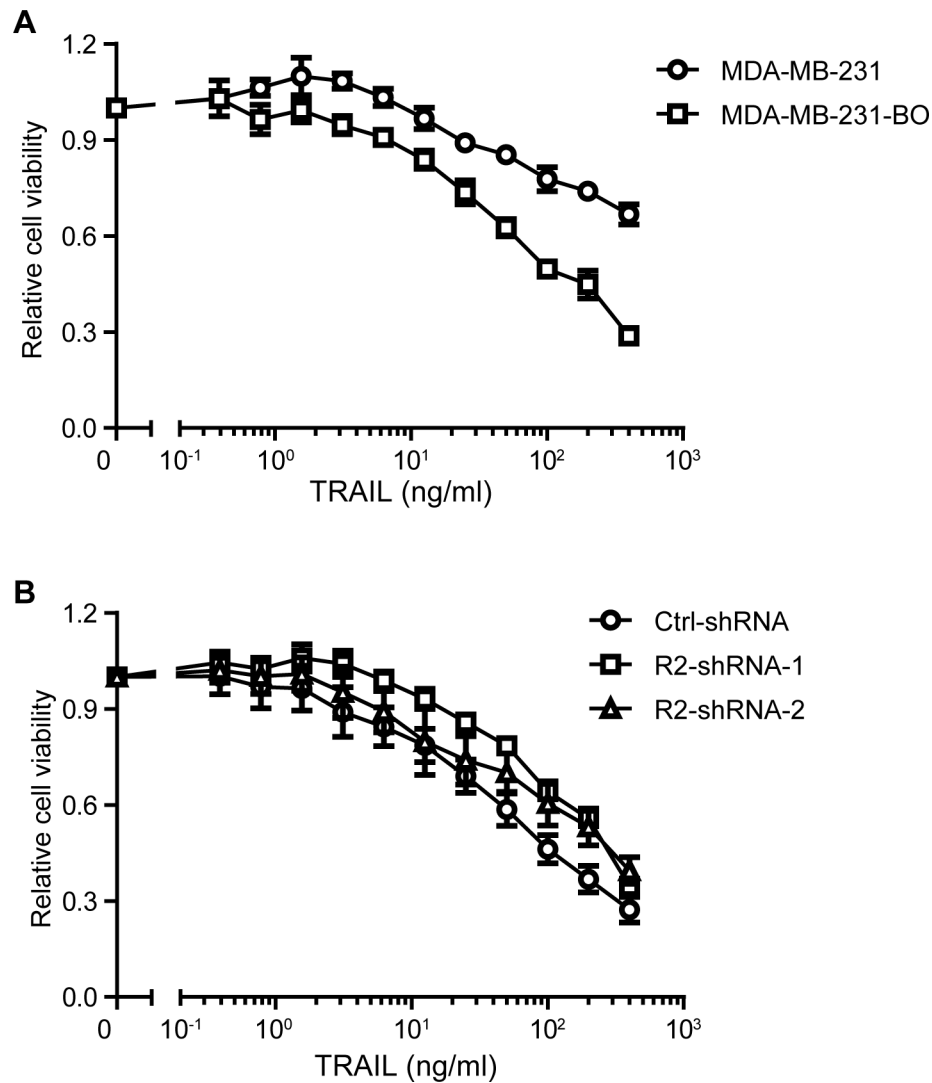 A
1.2
0.9
0.6
0.3
0.0
Relative cell viability
0
10⁻¹
10⁰
10¹
10²
10³
TRAIL (ng/ml)
MDA-MB-231
MDA-MB-231-BO
B
1.2
0.9
0.6
0.3
0.0
Relative cell viability
0
10⁻¹
10⁰
10¹
10²
10³
TRAIL (ng/ml)
Ctrl-shRNA
R2-shRNA-1
R2-shRNA-2